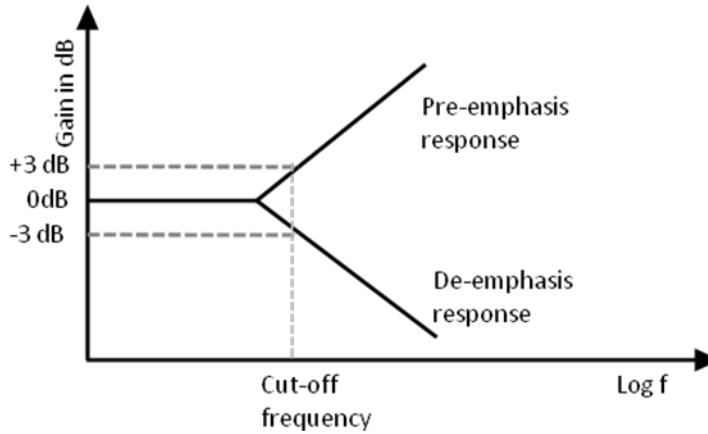 Gain in dB
Pre-emphasis
response
+3 dB
0dB
-3 dB
De-emphasis
response
Cut-off
frequency
Log f